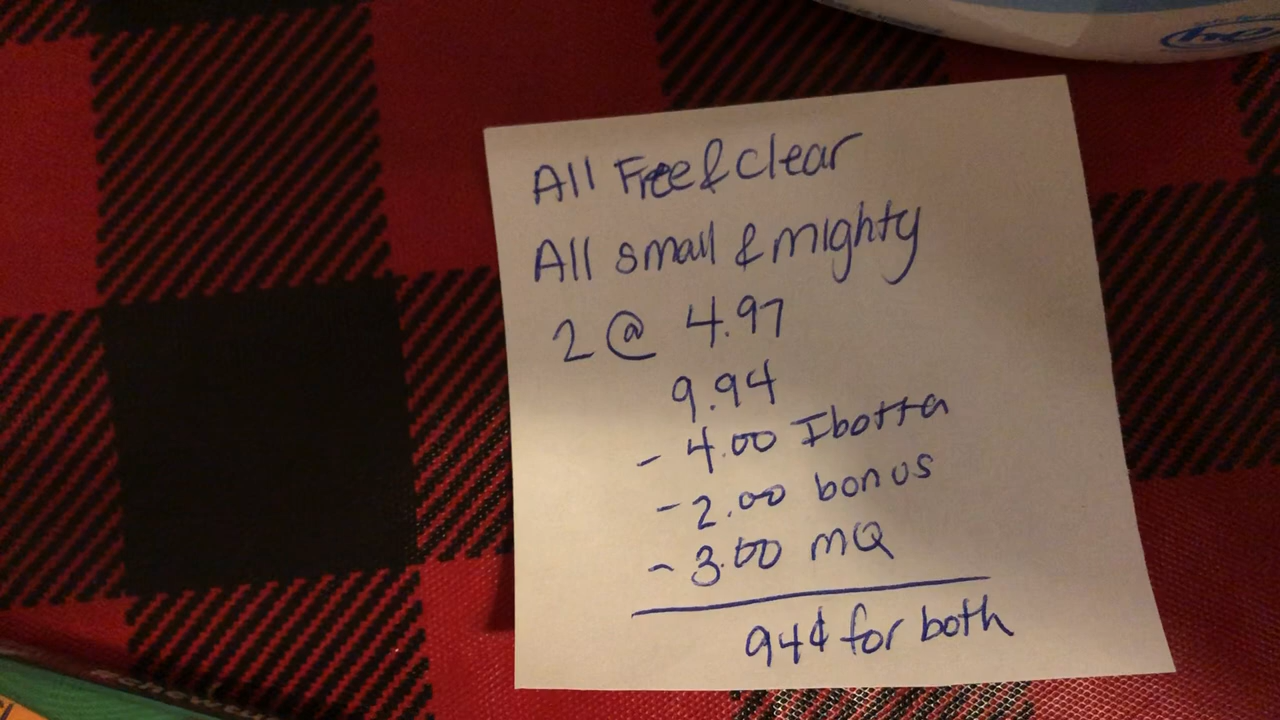 he
All Free & Clear
All small & mighty
2 @ 4.97
9.94
- 4.00 Ibotta
- 2.00 bonus
- 3.00 MQ
94¢ for both